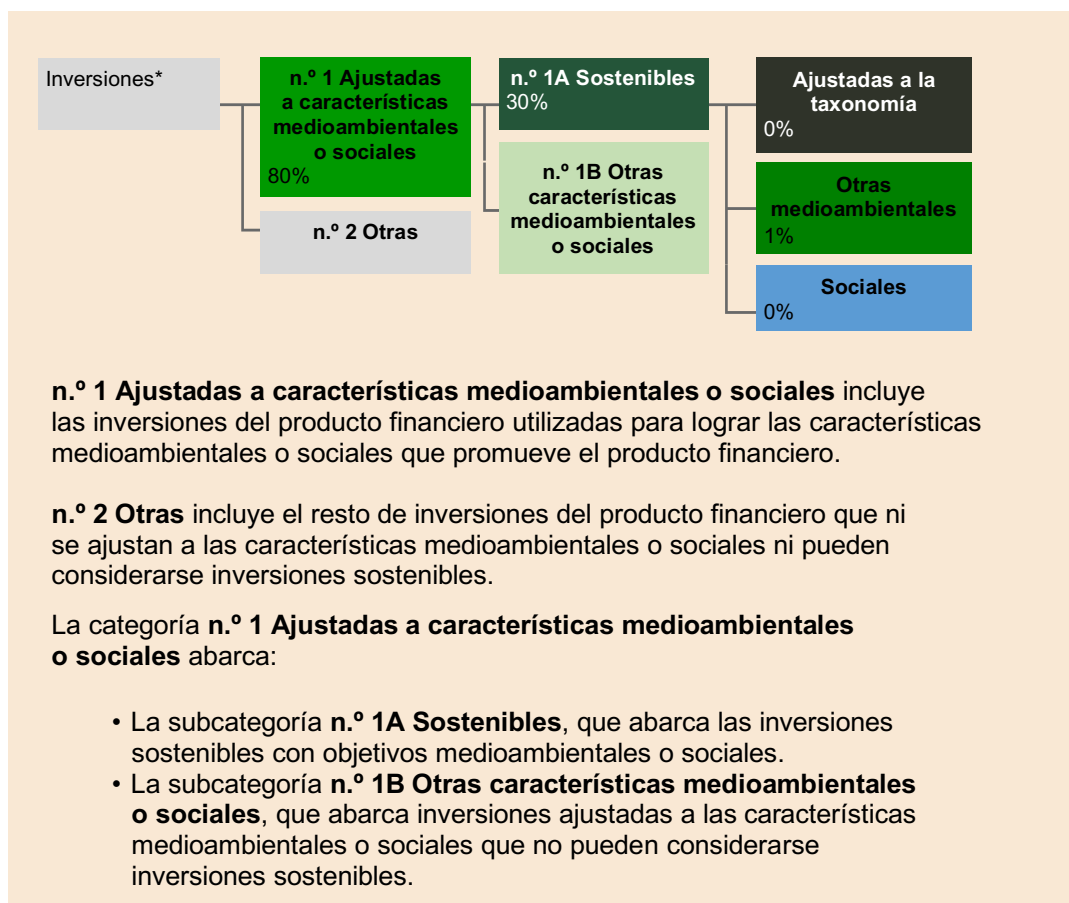 Inversiones*
n.º 1 Ajustadas
a características
medioambientales
o sociales
80%
n.º 2 Otras
n.º 1A Sostenibles
30%
n.º 1B Otras
características
medioambientales
o sociales
Ajustadas a la
taxonomía
0%
Otras
medioambientales
1%
Sociales
0%
n.º 1 Ajustadas a características medioambientales o sociales incluye
las inversiones del producto financiero utilizadas para lograr las características
medioambientales o sociales que promueve el producto financiero.
n.º 2 Otras incluye el resto de inversiones del producto financiero que ni
se ajustan a las características medioambientales o sociales ni pueden
considerarse inversiones sostenibles.
La categoría n.º 1 Ajustadas a características medioambientales
o sociales abarca:
• La subcategoría n.º 1A Sostenibles, que abarca las inversiones
sostenibles con objetivos medioambientales o sociales.
• La subcategoría n.º 1B Otras características medioambientales
o sociales, que abarca inversiones ajustadas a las características
medioambientales o sociales que no pueden considerarse
inversiones sostenibles.